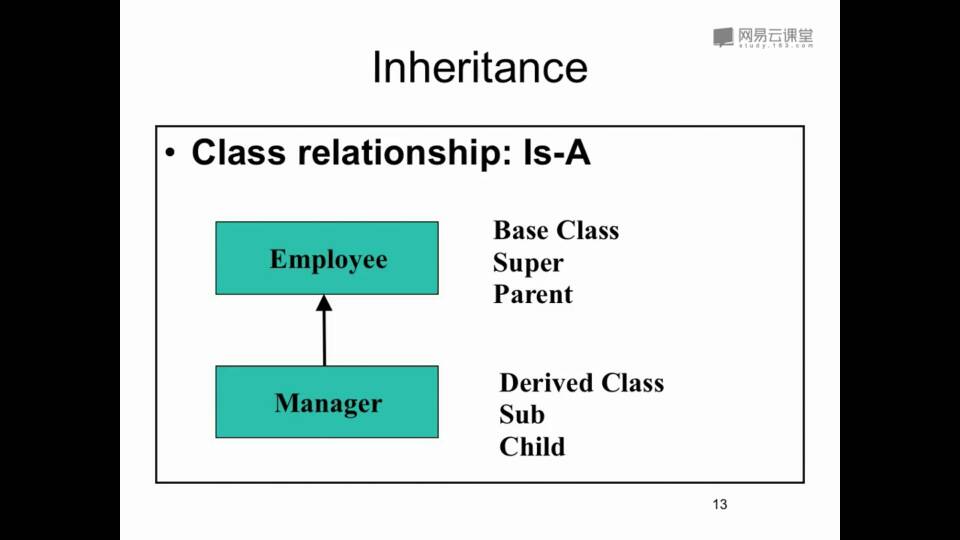 网易云课堂
study.163.com
Inheritance
• Class relationship: Is-A
Employee
Base Class
Super
Parent
Manager
Derived Class
Sub
Child
13